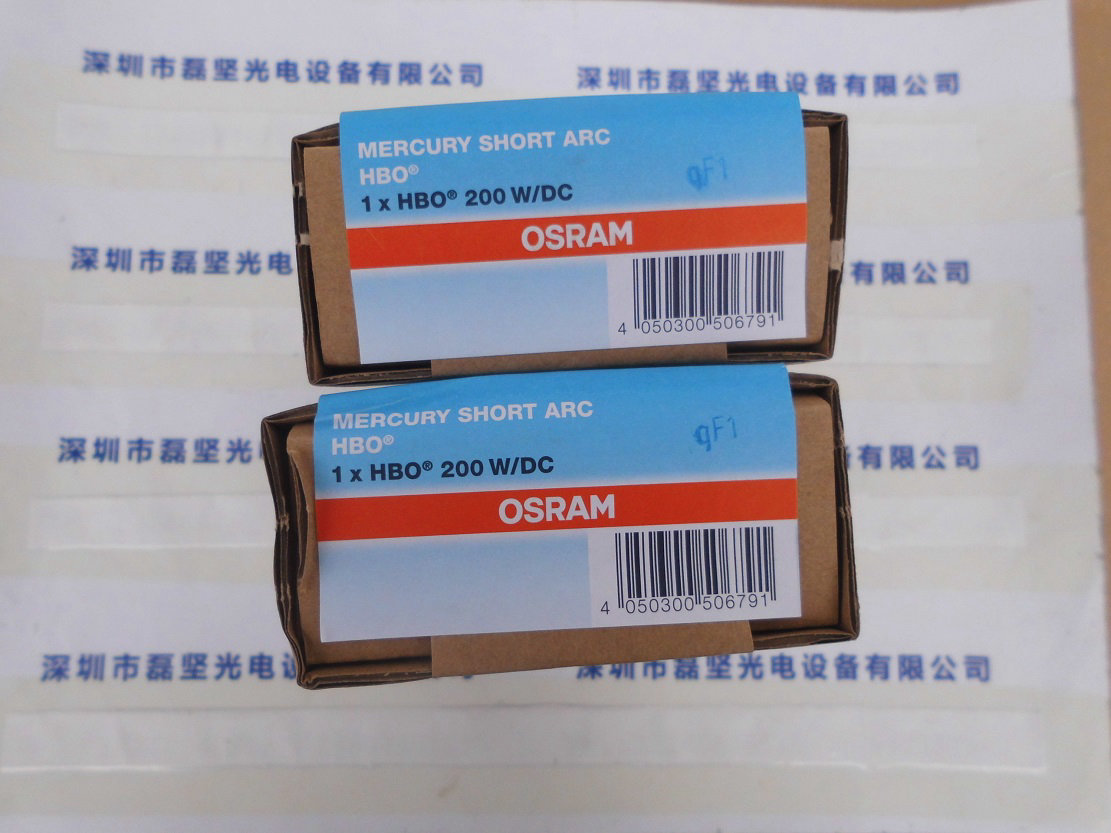 深圳市磊坚光电设备有限公司
深圳市磊坚光电设备有限公司
MERCURY SHORT ARC
HBO®
gF1
1 x HBO® 200 W/DC
OSRAM
深圳市磊坚光电
有限公司
4 050300 506791
MERCURY SHORT ARC
HBO®
gF1
1 x HBO® 200 W/DC
深圳市磊坚光
有限公司
OSRAM
4 050300 506791
深圳市磊坚光电
深圳市磊坚光电设备有限公司